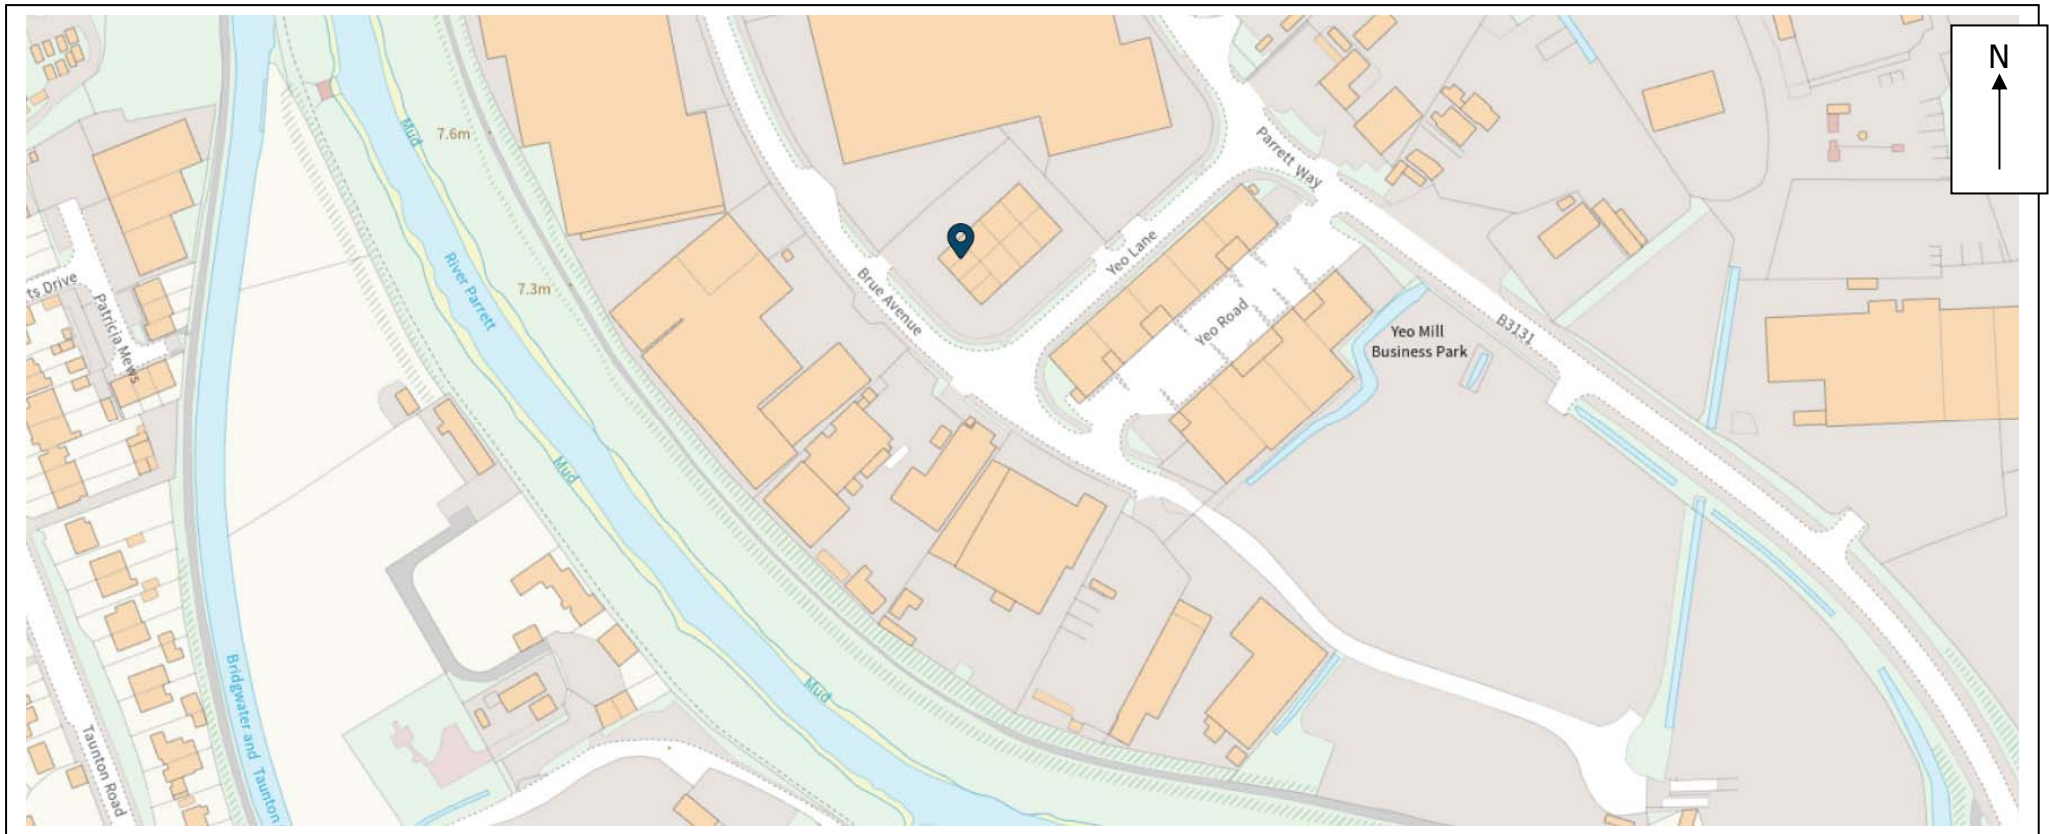 N
Mud
7.6m
Parrett Way
Yeo Lane
River Parrett
ts Drive
7.3m
Brue Avenue
Patricia Mews
Yeo Road
B3131
Yeo Mill
Business Park
Mud
Mud
Bridgwater and Taunton
Taunton Road